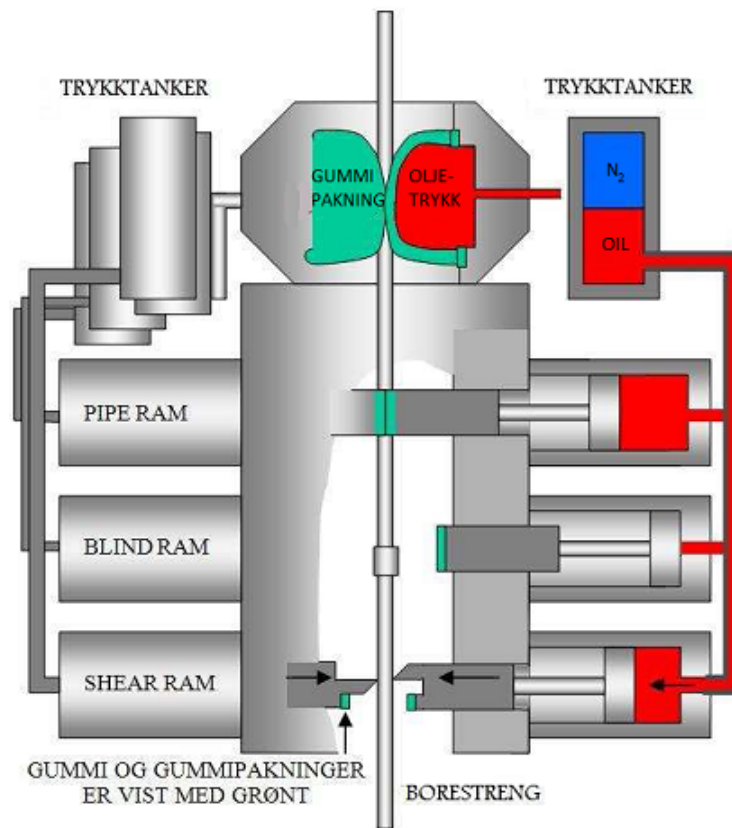 TRYKKTANKER
TRYKKTANKER
GUMMI
PAKNING
OLJE-
TRYKK
N2
OIL
PIPE RAM
BLIND RAM
SHEAR RAM
GUMMI OG GUMMIPAKNINGER
ER VIST MED GRØNT
BORESTRENG